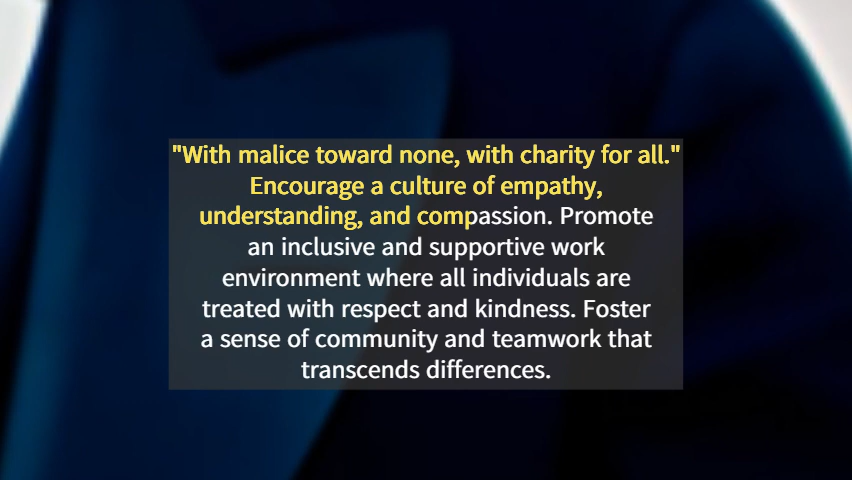 "With malice toward none, with charity for all."
Encourage a culture of empathy,
understanding, and compassion. Promote
an inclusive and supportive work
environment where all individuals are
treated with respect and kindness. Foster
a sense of community and teamwork that
transcends differences.